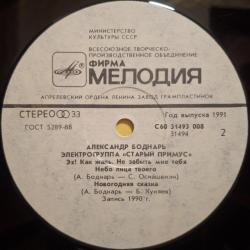 МИНИСТЕРСТВО
КУЛЬТУРЫ СССР
ВСЕСОЮЗНОЕ ТВОРЧЕСКО-
ПРОИЗВОДСТВЕННОЕ ОБЪЕДИНЕНИЕ
ФИРМА
МЕЛОДИЯ
АПРЕЛЕВСКИЙ ОРДЕНА ЛЕНИНА ЗАВОД ГРАМПЛАСТИНОК
СТЕРЕО 33
Год выпуска 1991
ГОСТ 5289-88
С60 31493 008
31494
2
АЛЕКСАНДР БОДНАРЬ
ЭЛЕКТРОГРУППА «СТАРЫЙ ПРИМУС»
Эх! Как жаль. Не забыть мне тебя
Небо лица твоего
(А. Боднарь — С. Осиашвили)
Новогодняя сказка
(А. Боднарь — Б. Куняев)
Запись 1990 г.